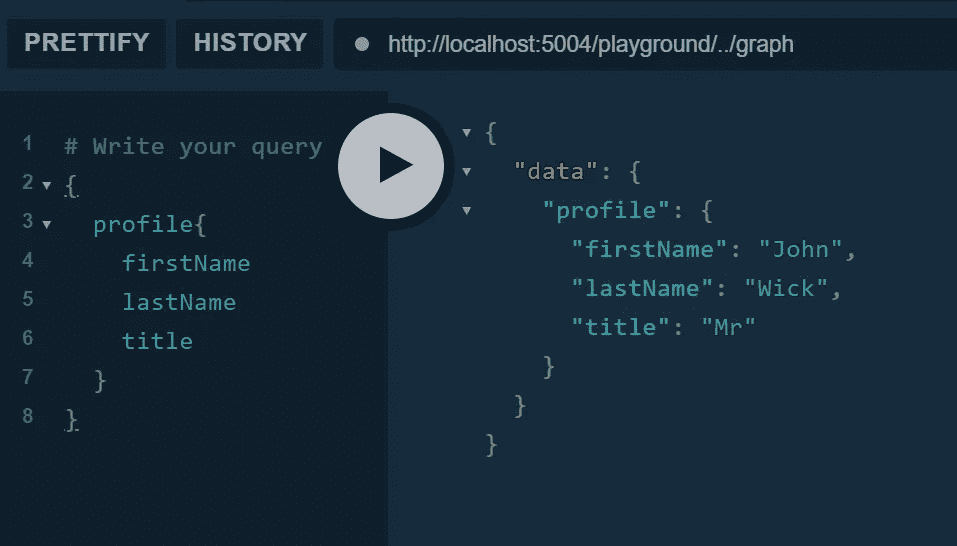 PRETTIFY HISTORY http://localhost:5004/playground/../graph
1 # Write your query
2 {
3 profile{
4 firstName
5 lastName
6 title
7 }
8 }
{
"data": {
"profile": {
"firstName": "John",
"lastName": "Wick",
"title": "Mr"
}
}
}